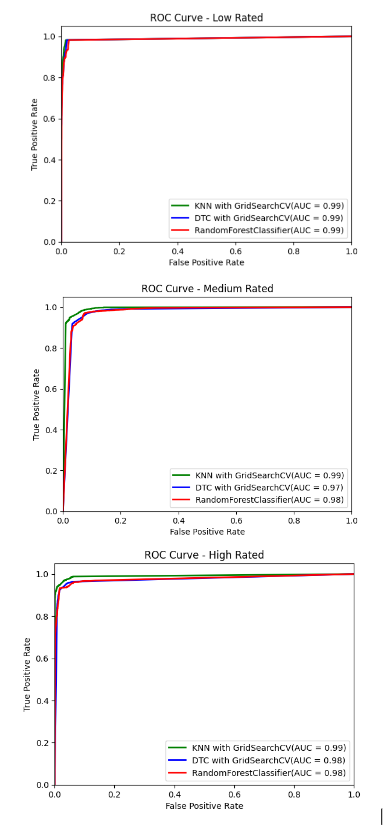 ROC Curve - Low Rated
True Positive Rate
1.0
0.8
0.6
0.4
0.2
0.0
KNN with GridSearchCV(AUC = 0.99)
DTC with GridSearchCV(AUC = 0.99)
RandomForestClassifier(AUC = 0.99)
0.0 0.2 0.4 0.6 0.8 1.0
False Positive Rate
ROC Curve - Medium Rated
True Positive Rate
1.0
0.8
0.6
0.4
0.2
0.0
KNN with GridSearchCV(AUC = 0.99)
DTC with GridSearchCV(AUC = 0.97)
RandomForestClassifier(AUC = 0.98)
0.0 0.2 0.4 0.6 0.8 1.0
False Positive Rate
ROC Curve - High Rated
True Positive Rate
1.0
0.8
0.6
0.4
0.2
0.0
KNN with GridSearchCV(AUC = 0.99)
DTC with GridSearchCV(AUC = 0.98)
RandomForestClassifier(AUC = 0.98)
0.0 0.2 0.4 0.6 0.8 1.0
False Positive Rate